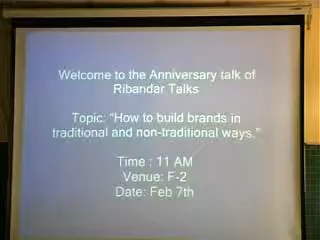 Welcome to the Anniversary talk of
Ribandar Talks
Topic: "How to build brands in
traditional and non-traditional ways."
Time : 11 AM
Venue: F-2
Date: Feb 7th